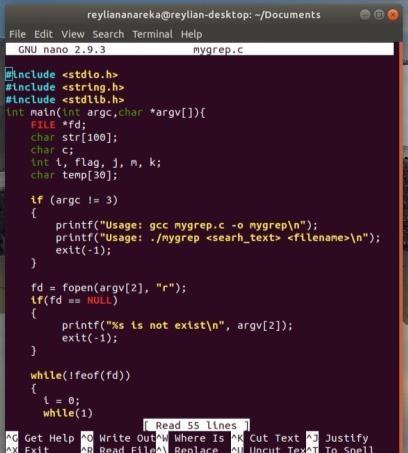 reyliananareka@reylian-desktop: ~/Documents
File Edit View Search Terminal Help
GNU nano 2.9.3 mygrep.c
#include <stdio.h>
#include <string.h>
#include <stdlib.h>
int main(int argc,char *argv[]){
FILE *fd;
char str[100];
char c;
int i, flag, j, m, k;
char temp[30];
if (argc != 3)
{
printf("Usage: gcc mygrep.c -o mygrep\n");
printf("Usage: ./mygrep <searh_text> <filename>\n");
exit(-1);
}
fd = fopen(argv[2], "r");
if(fd == NULL)
{
printf("%s is not exist\n", argv[2]);
exit(-1);
}
while(!feof(fd))
{
i = 0;
while(1)
[ Read 55 lines ]
^G Get Help ^O Write Out ^W Where Is ^K Cut Text ^J Justify
^X Exit ^R Read File ^\ Replace ^U Uncut Text ^T To Spell